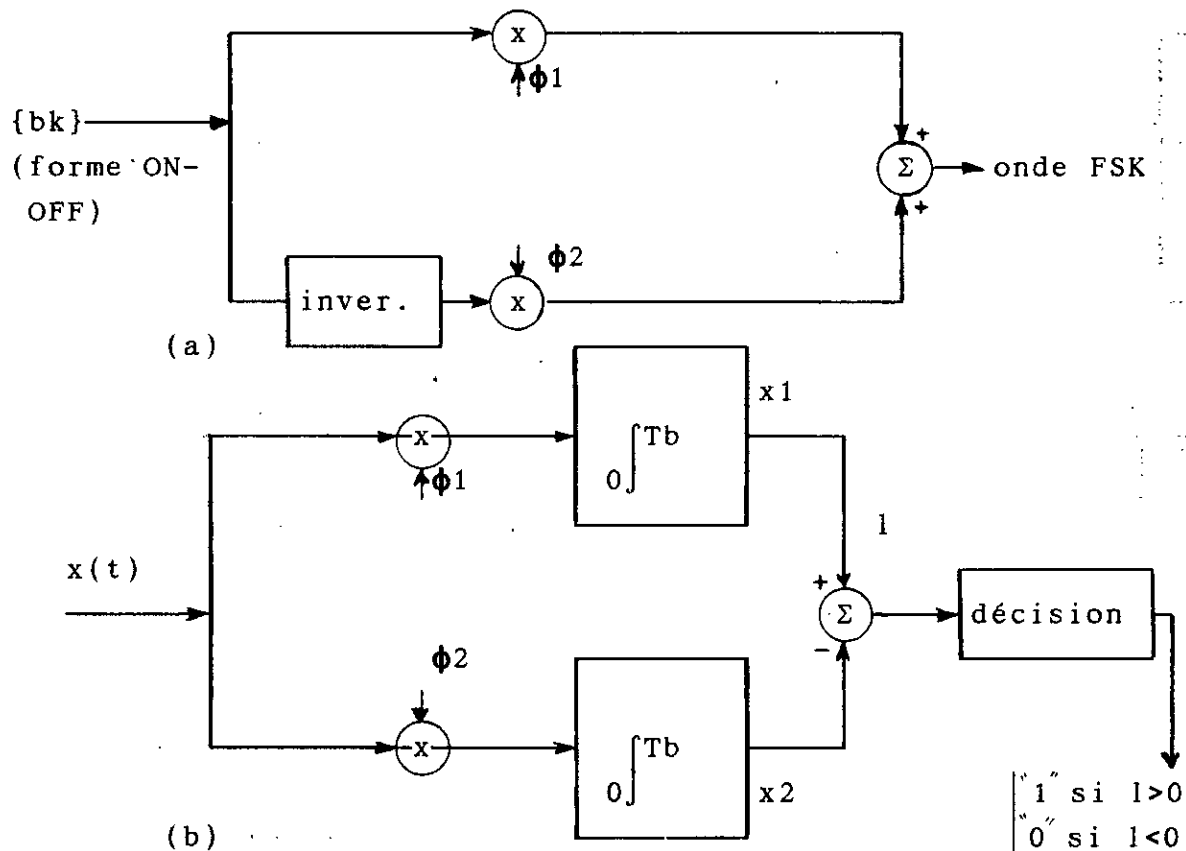 x
ϕ1
{bk}
(forme ON-
OFF)
+
Σ
onde FSK
+
ϕ2
inver.
x
(a)
x1
x
0∫Tb
ϕ1
l
x(t)
+
Σ
décision
-
ϕ2
x
0∫Tb
x2
"1" si l>0
"0" si l<0
(b)